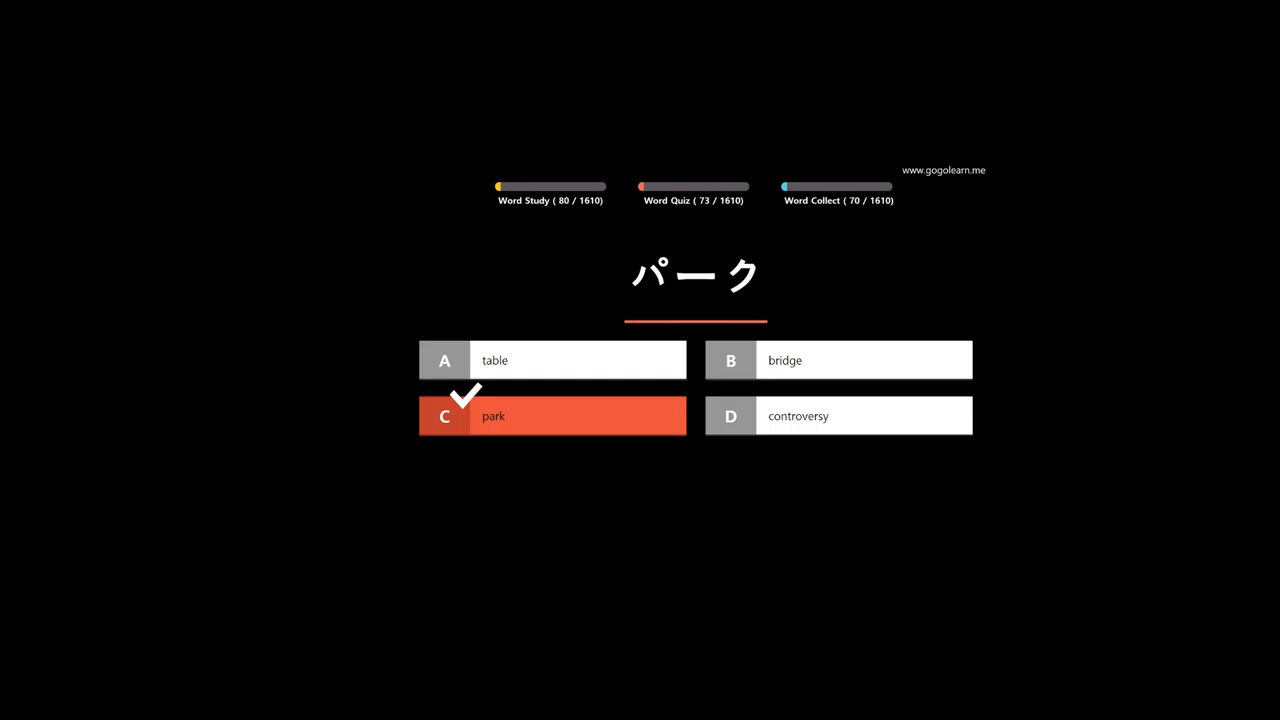 www.gogolearn.me
Word Study ( 80 / 1610)
Word Quiz ( 73 / 1610)
Word Collect ( 70 / 1610)
パーク
A table
B bridge
C park
D controversy